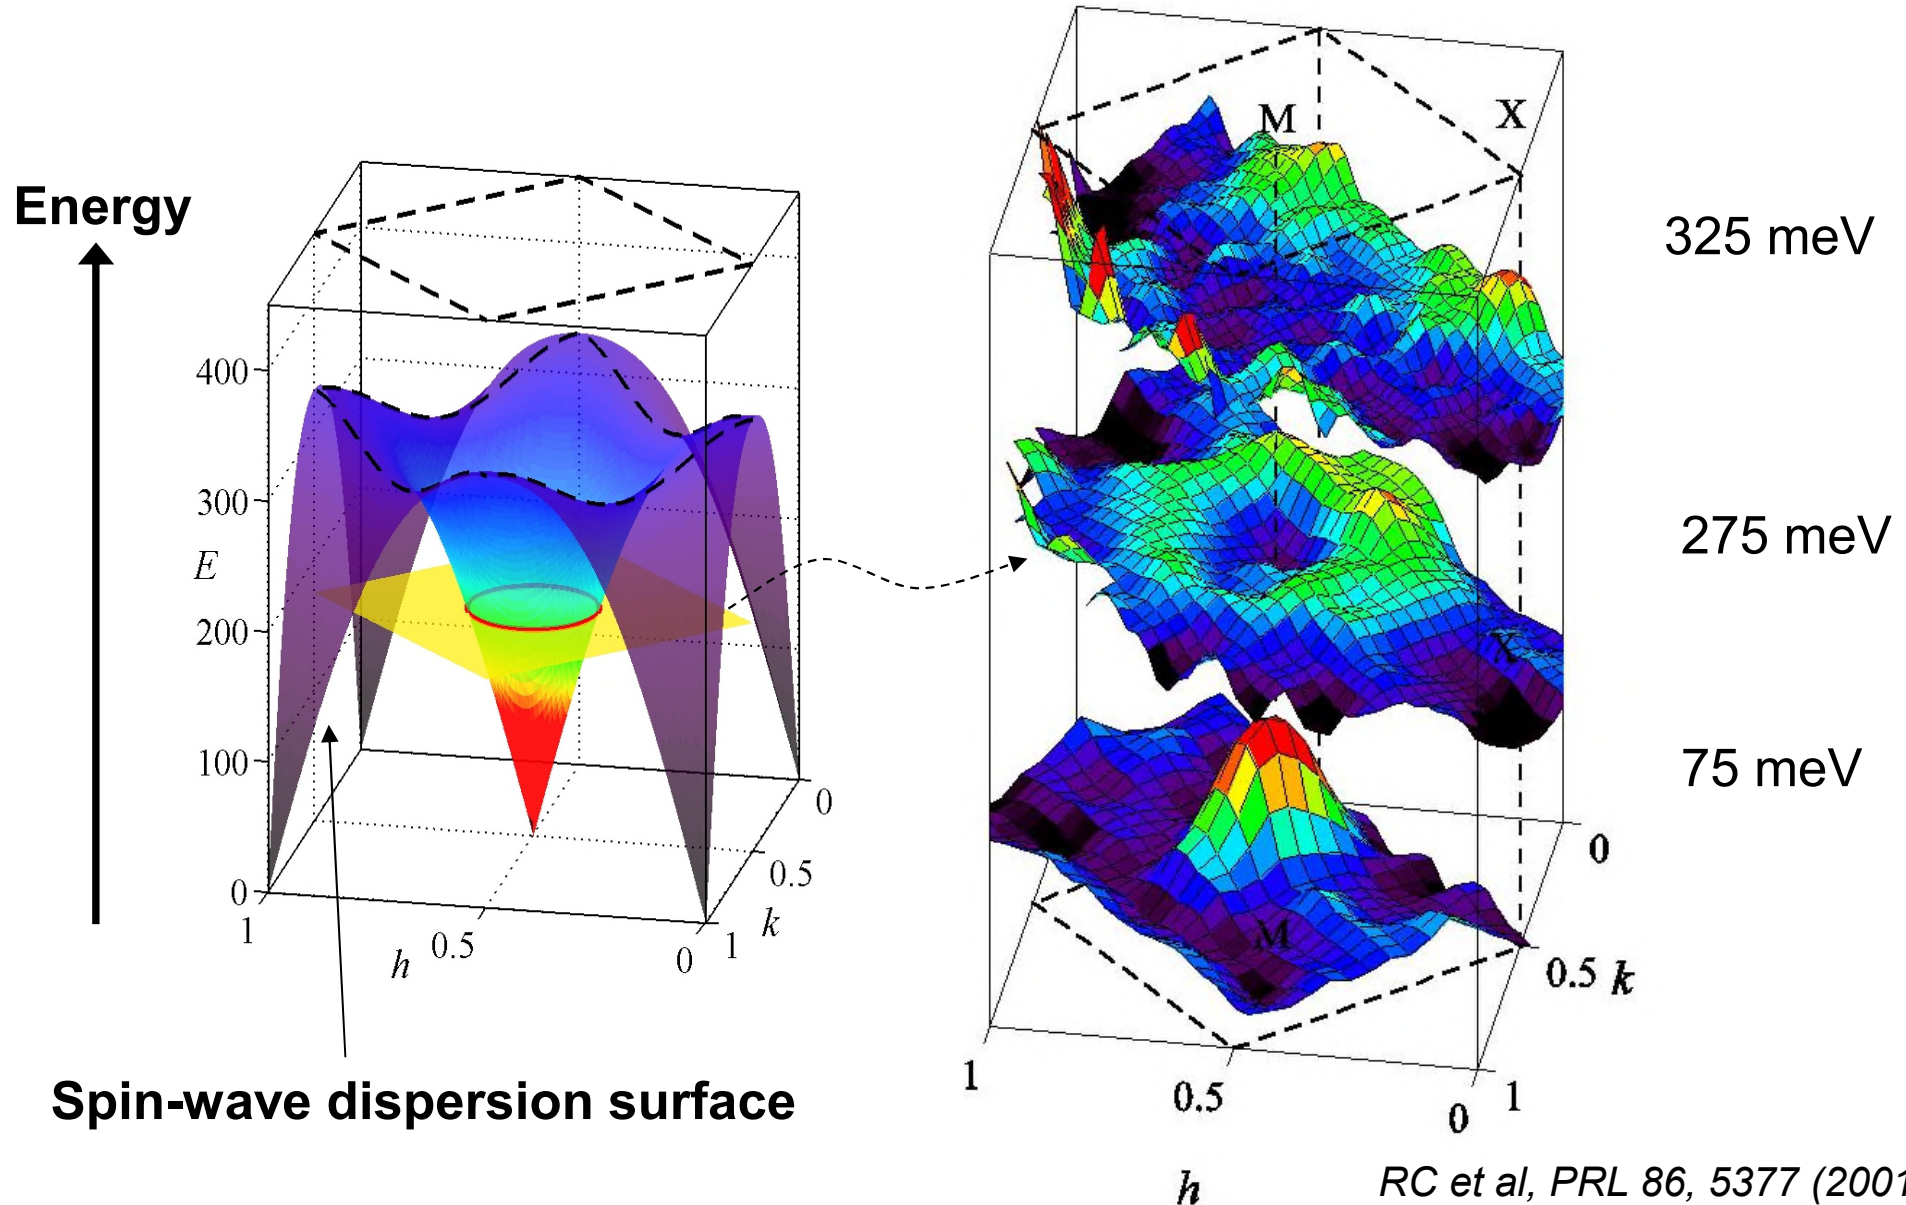 Energy
400
300
E
200
100
0
1
0.5
h
0
1
k
0.5
0
Spin-wave dispersion surface
M
X
325 meV
275 meV
X
75 meV
M
0
0.5
k
1
0.5
0
1
h
RC et al, PRL 86, 5377 (2001